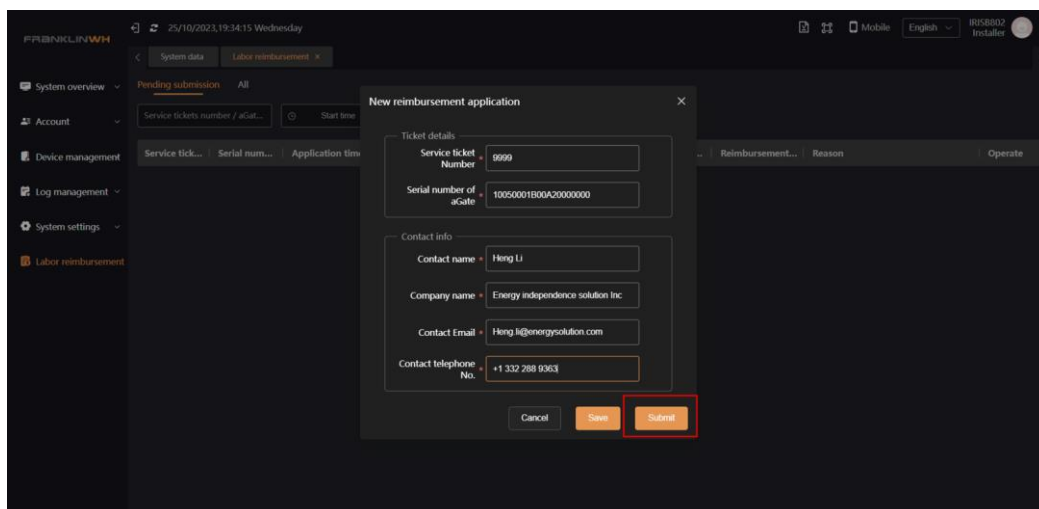 FRANKLINWH
25/10/2023,19:34:15 Wednesday
Mobile
English
IRIS8802
Installer
System data
Labor reimbursement ×
System overview
Account
Device management
Log management
System settings
Labor reimbursement
Pending submission All
Service tickets number / aGat...
Start time
Service tick... Serial num... Application tim
.. Reimbursement... Reason Operate
New reimbursement application
Ticket details
Service ticket
Number * 9999
Serial number of
aGate * 10050001B00A20000000
Contact info
Contact name * Heng Li
Company name * Energy independence solution Inc
Contact Email * Heng.li@energysolution.com
Contact telephone
No. * +1 332 288 9363
Cancel Save Submit